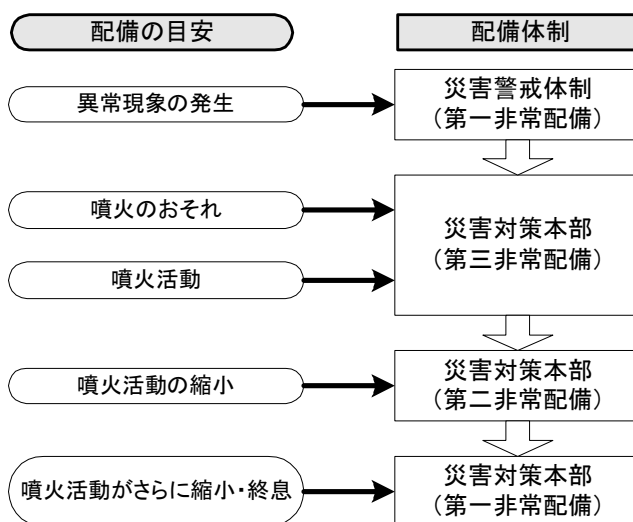 配備の目安
配備体制
異常現象の発生
災害警戒体制
（第一非常配備）
噴火のおそれ
災害対策本部
（第三非常配備）
噴火活動
噴火活動の縮小
災害対策本部
（第二非常配備）
噴火活動がさらに縮小・終息
災害対策本部
（第一非常配備）